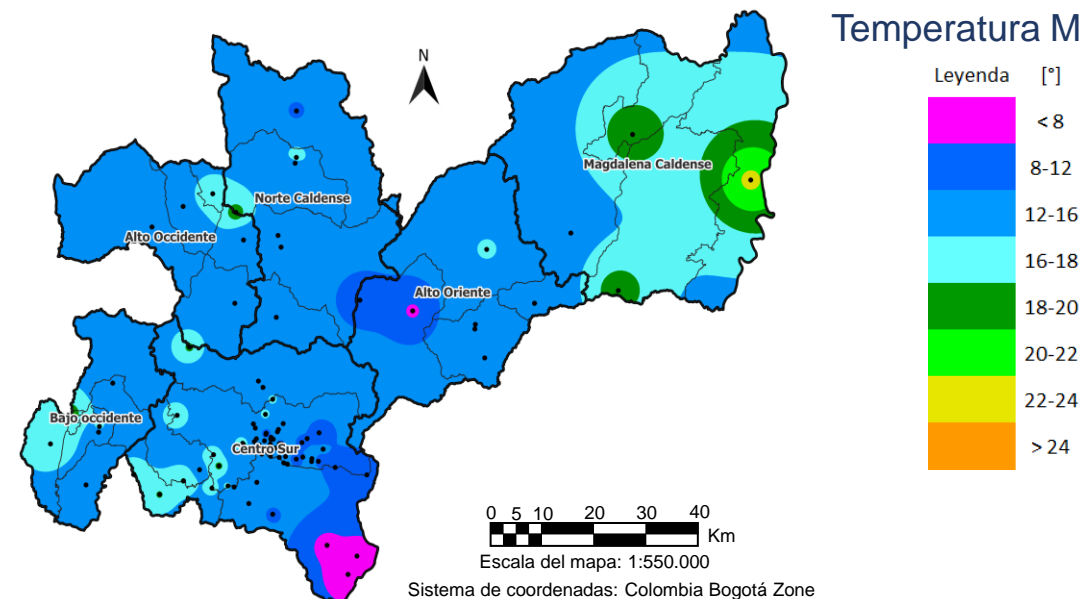 Temperatura M
Leyenda [°]
< 8
8-12
12-16
16-18
18-20
20-22
22-24
> 24
N
Magdalena Caldense
Norte Caldense
Alto Occidente
Alto Oriente
Bajo occidente
Centro Sur
0 5 10 20 30 40
Km
Escala del mapa: 1:550.000
Sistema de coordenadas: Colombia Bogotá Zone